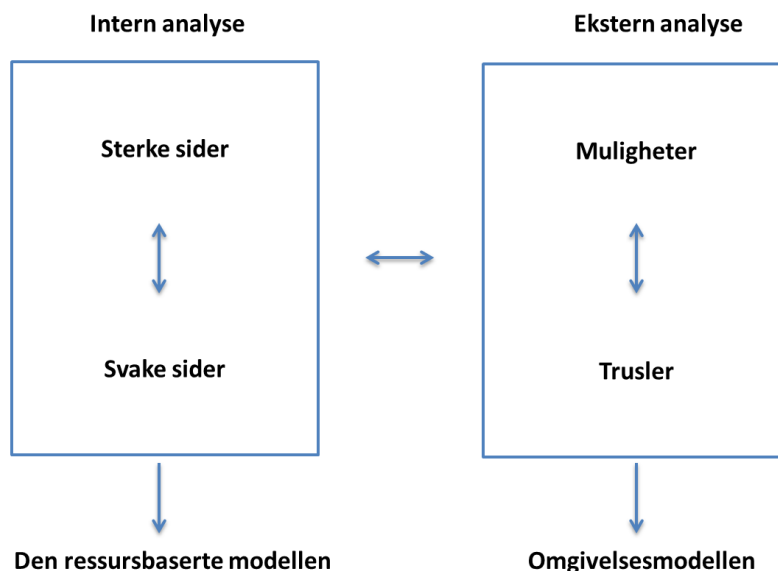 Intern analyse
Ekstern analyse
Sterke sider
Muligheter
Svake sider
Trusler
Den ressursbaserte modellen
Omgivelsesmodellen